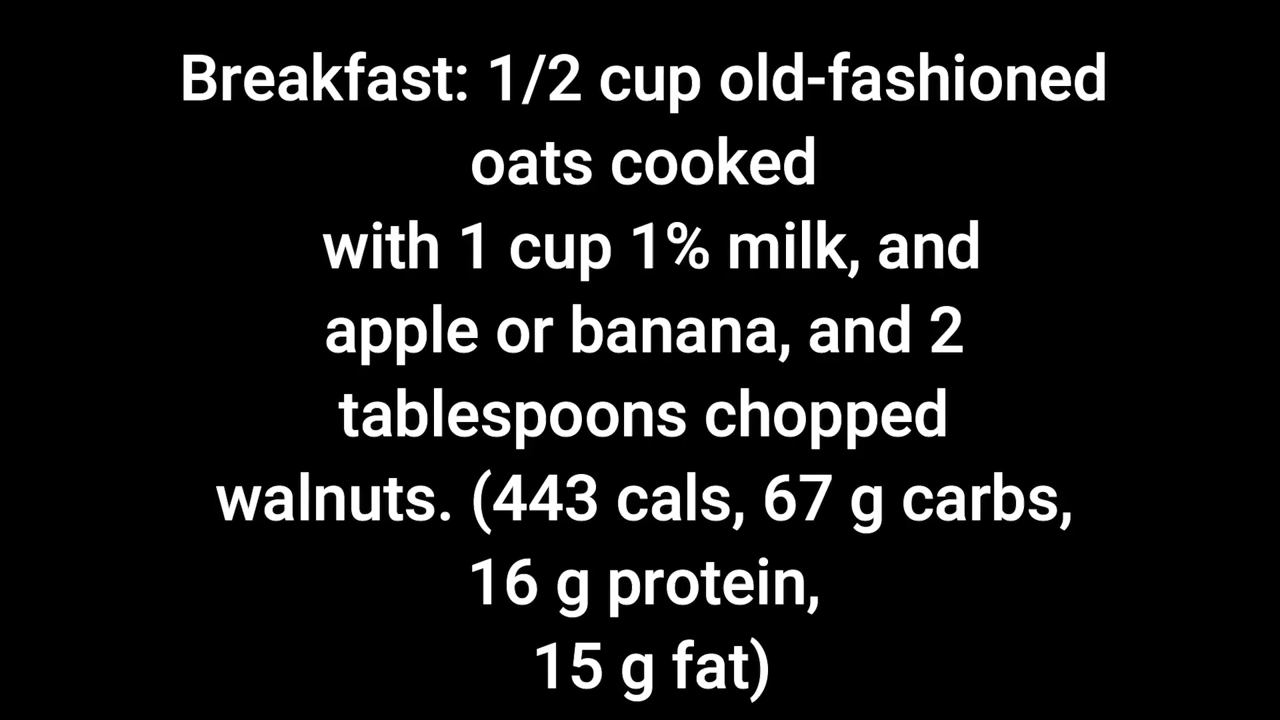 Breakfast: 1/2 cup old-fashioned
oats cooked
with 1 cup 1% milk, and
apple or banana, and 2
tablespoons chopped
walnuts. (443 cals, 67 g carbs,
16 g protein,
15 g fat)